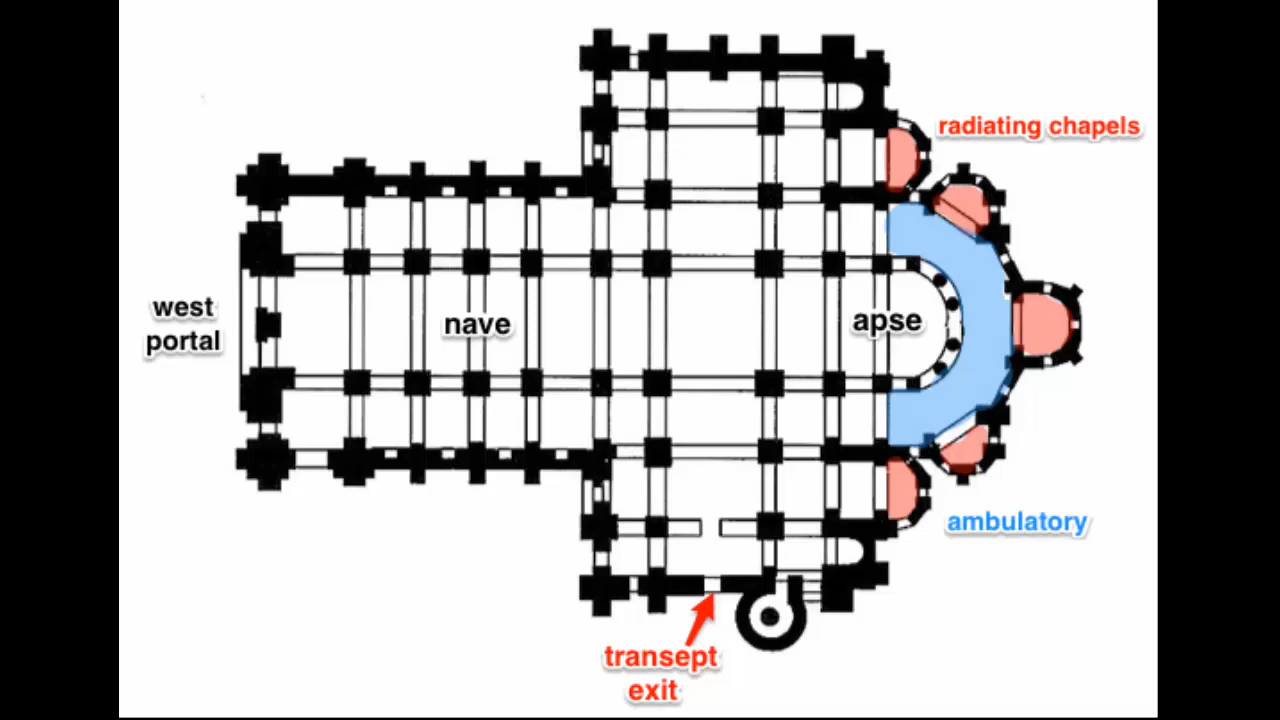 radiating chapels
west
portal
nave
apse
ambulatory
transept
exit